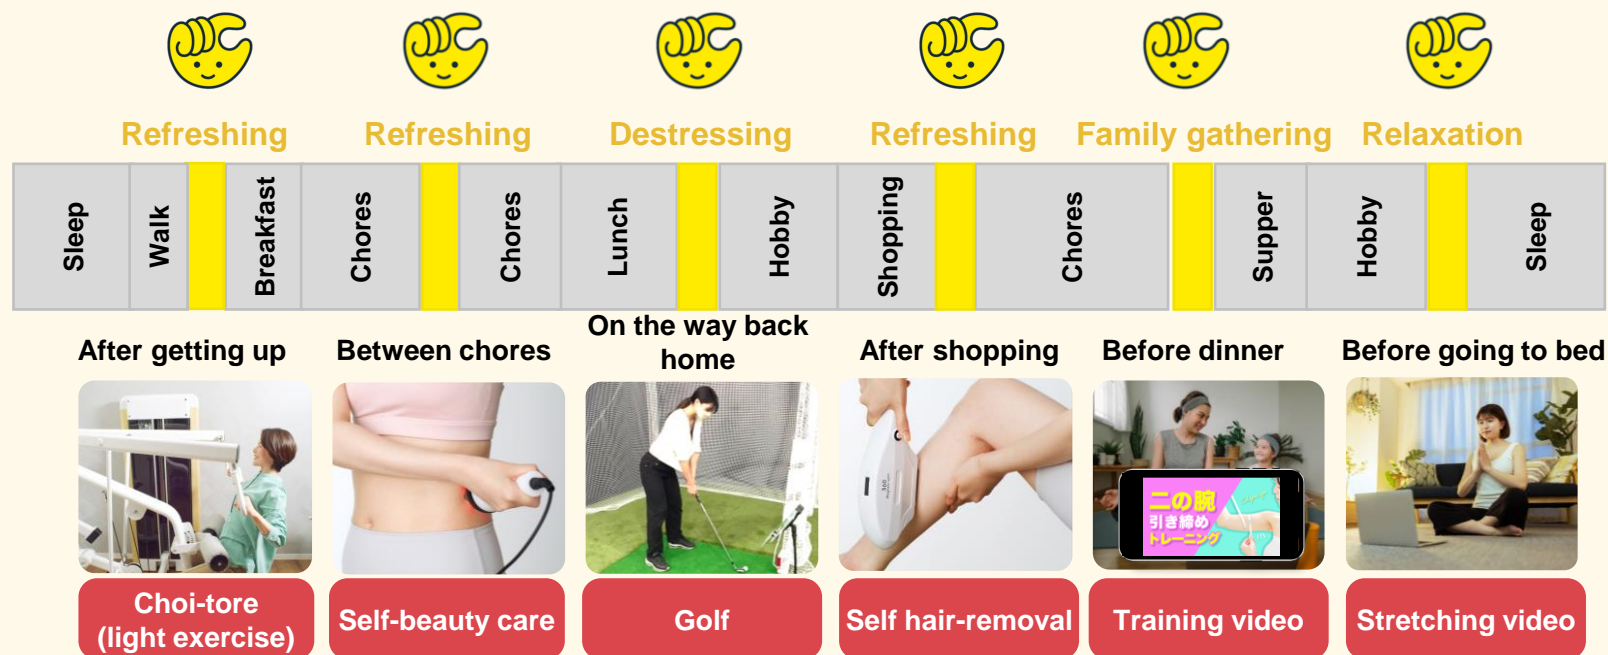 Refreshing
Refreshing
Destressing
Refreshing
Family gathering
Relaxation
Sleep
Walk
Breakfast
Chores
Chores
Lunch
Hobby
Shopping
Chores
Supper
Hobby
Sleep
After getting up
Between chores
On the way back
home
After shopping
Before dinner
Before going to bed
二の腕
引き締め
トレーニング
Choi-tore
(light exercise)
Self-beauty care
Golf
Self hair-removal
Training video
Stretching video